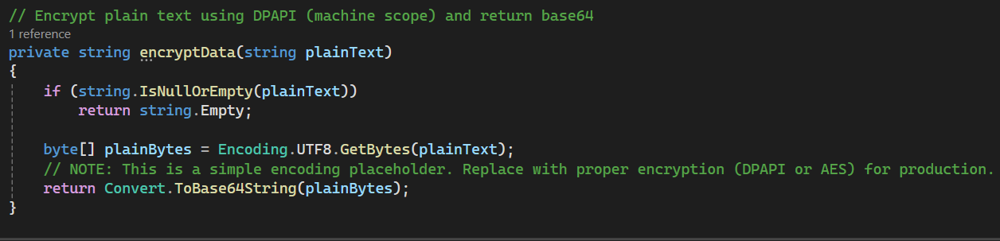 // Encrypt plain text using DPAPI (machine scope) and return base64
1 reference
private string encryptData(string plainText)
{
    if (string.IsNullOrEmpty(plainText))
        return string.Empty;

    byte[] plainBytes = Encoding.UTF8.GetBytes(plainText);
    // NOTE: This is a simple encoding placeholder. Replace with proper encryption (DPAPI or AES) for production.
    return Convert.ToBase64String(plainBytes);
}